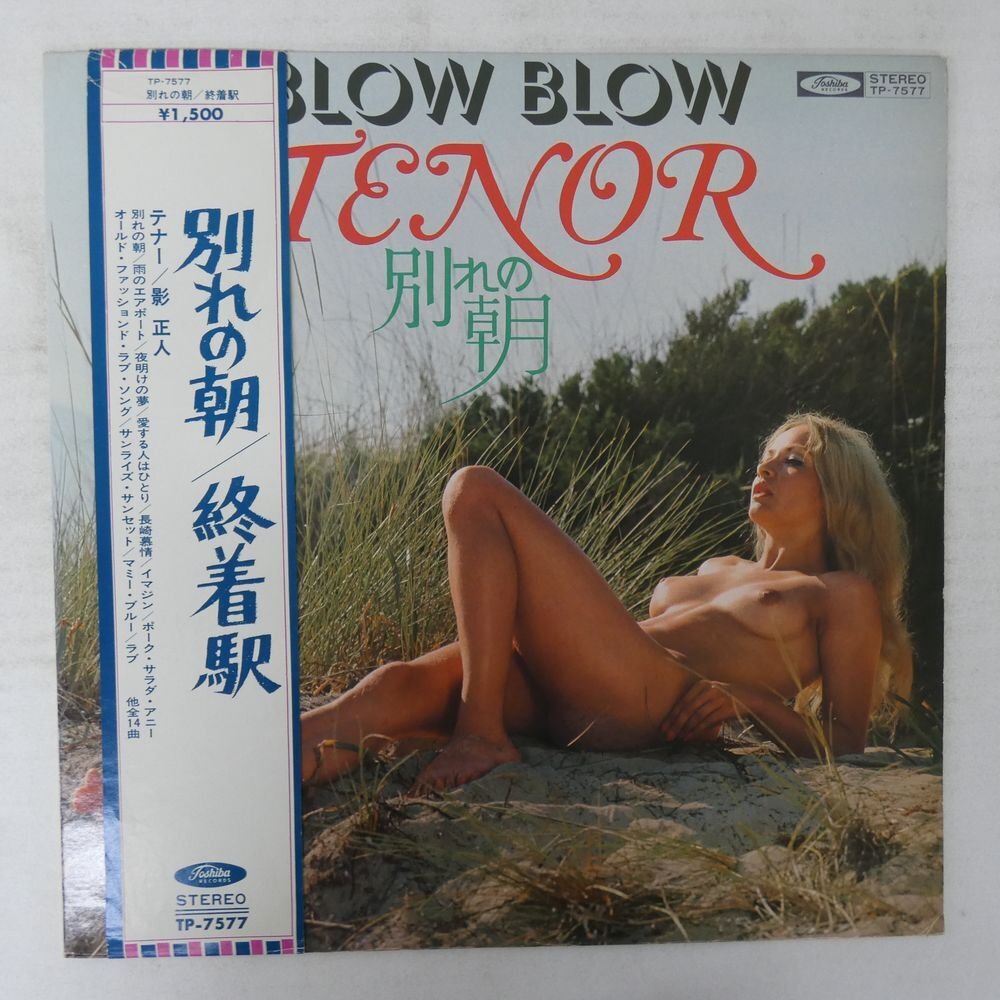 TP-7577
別れの朝/終着駅
¥1,500
別れの朝/終着駅
テナー/影 正人
別れの朝/雨のエアポート/夜明けの夢/愛する人はひとり/長崎慕情/イマジン/ポーク・サラダ・アニー
オールド・ファッションド・ラブ・ソング/サンライズ・サンセット/マミー・ブルー/ラブ 他全14曲
Toshiba
RECORDS
STEREO
TP-7577
BLOW BLOW
TENOR
別れの
朝
Toshiba
RECORDS
STEREO
TP-7577